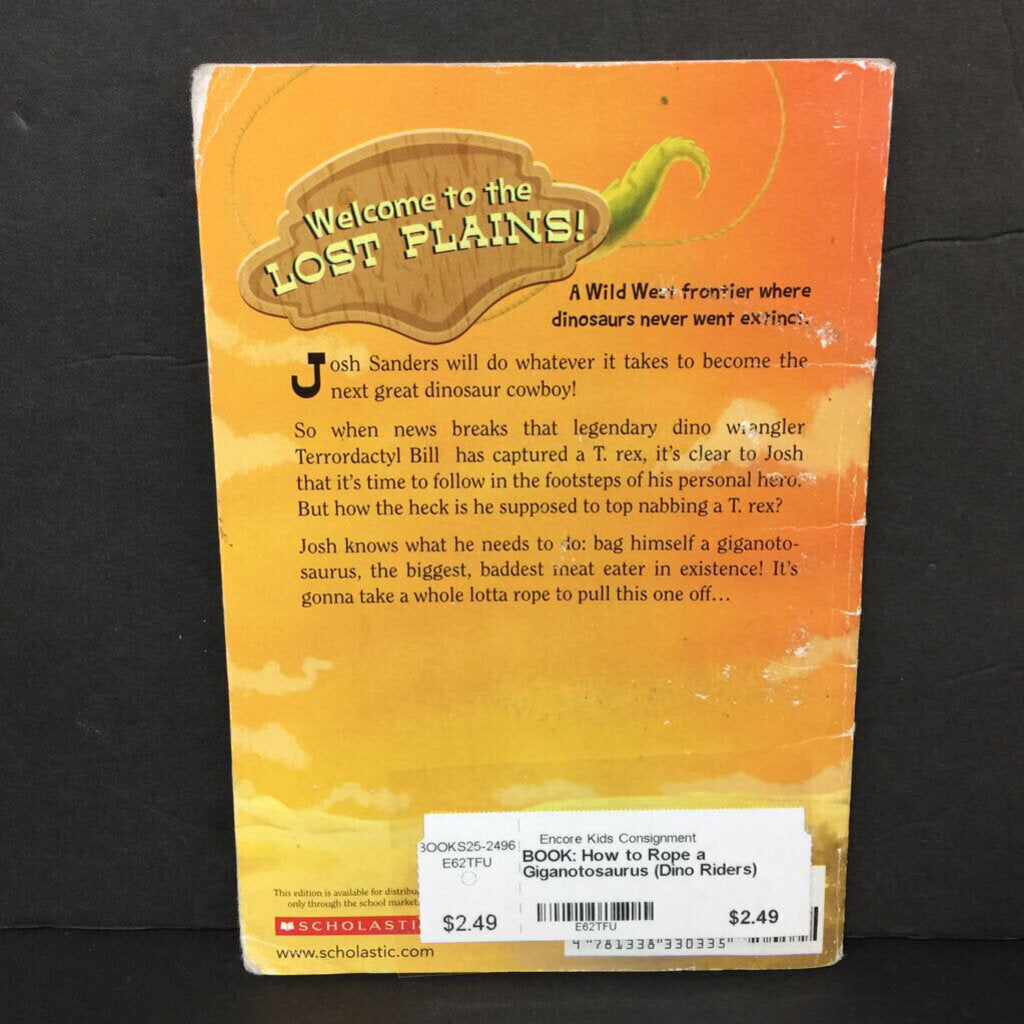 Welcome to the
LOST PLAINS!
A Wild West frontier where
dinosaurs never went extinct.
Josh Sanders will do whatever it takes to become the
next great dinosaur cowboy!
So when news breaks that legendary dino wrangler
Terrordactyl Bill has captured a T. rex, it's clear to Josh
that it's time to follow in the footsteps of his personal hero.
But how the heck is he supposed to top nabbing a T. rex?
Josh knows what he needs to do: bag himself a giganoto-
saurus, the biggest, baddest meat eater in existence! It's
gonna take a whole lotta rope to pull this one off...
This edition is available for
only through the school market
SCHOLASTI
www.scholastic.com
BOOKS25-2496
E62TFU
$2.49
Encore Kids Consignment
BOOK: How to Rope a
Giganotosaurus (Dino Riders)
E62TFU
$2.49
9 781338 330335